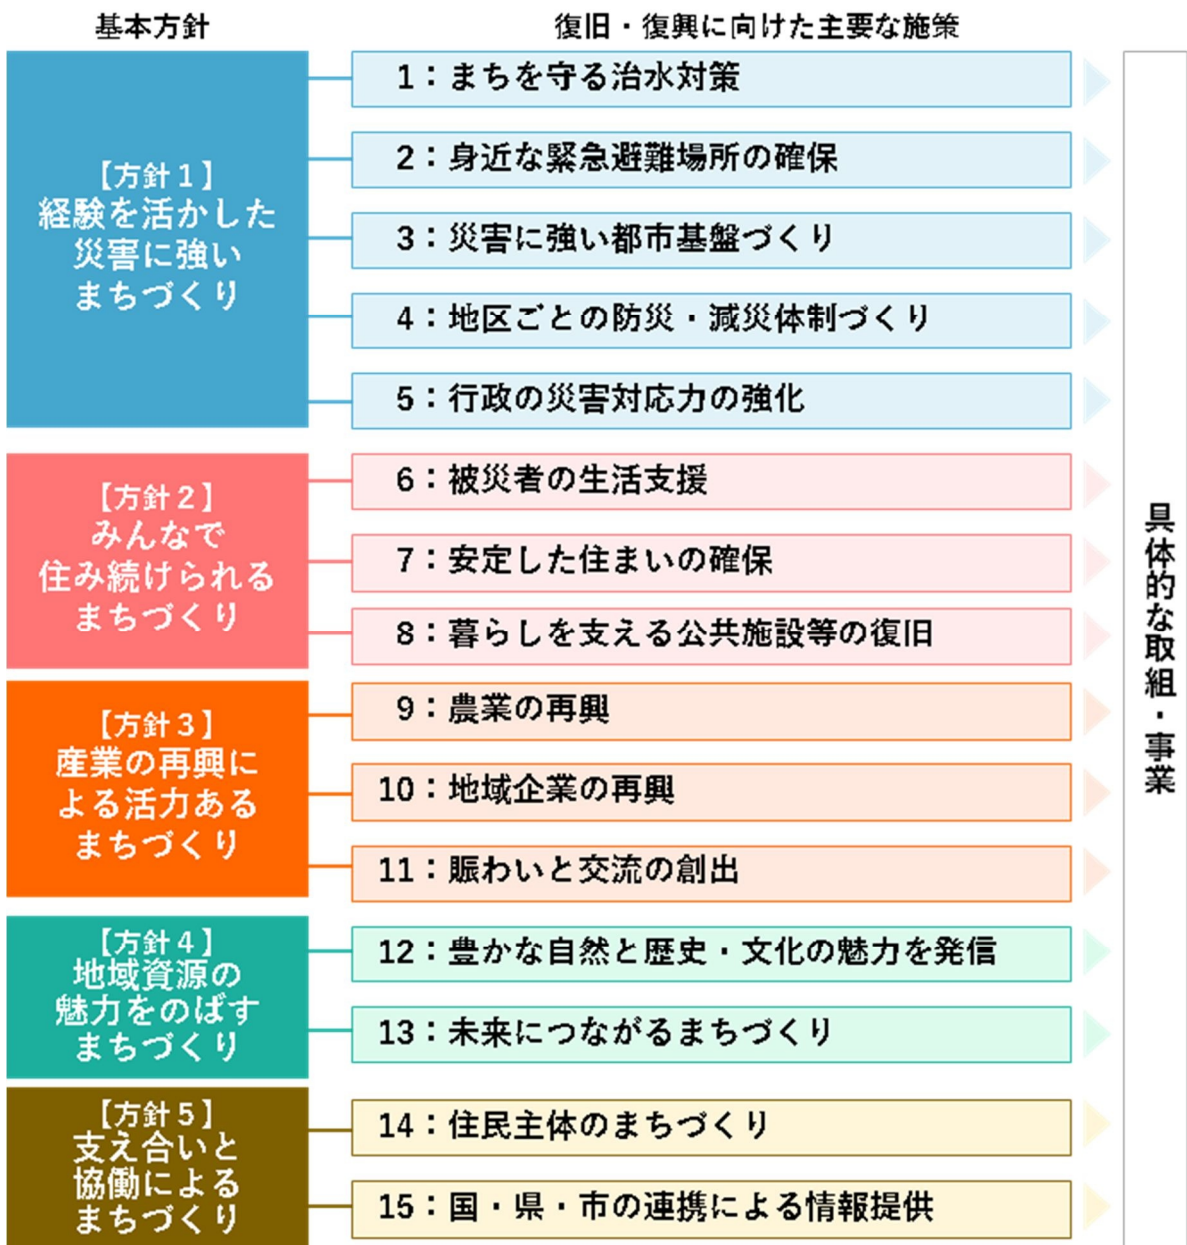 基本方針
復旧・復興に向けた主要な施策
【方針1】
経験を活かした
災害に強い
まちづくり
1：まちを守る治水対策
2：身近な緊急避難場所の確保
3：災害に強い都市基盤づくり
4：地区ごとの防災・減災体制づくり
5：行政の災害対応力の強化
【方針2】
みんなで
住み続けられる
まちづくり
6：被災者の生活支援
7：安定した住まいの確保
8：暮らしを支える公共施設等の復旧
【方針3】
産業の再興に
よる活力ある
まちづくり
9：農業の再興
10：地域企業の再興
11：賑わいと交流の創出
【方針4】
地域資源の
魅力をのばす
まちづくり
12：豊かな自然と歴史・文化の魅力を発信
13：未来につながるまちづくり
【方針5】
支え合いと
協働による
まちづくり
14：住民主体のまちづくり
15：国・県・市の連携による情報提供
具体的な取組・事業